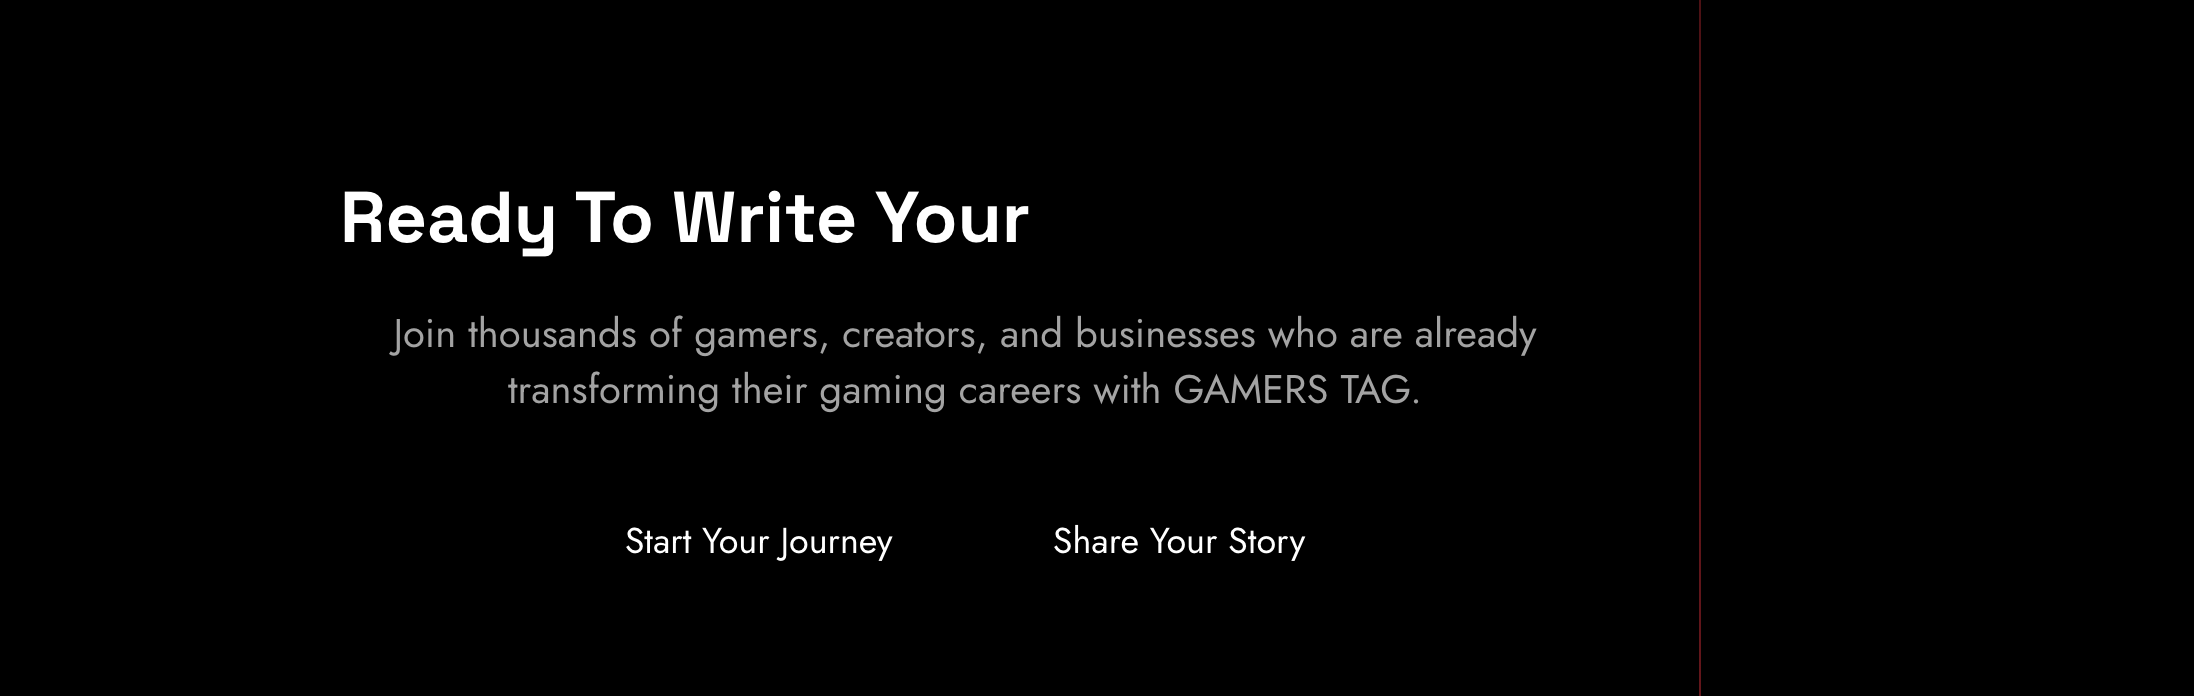 Ready To Write Your
Join thousands of gamers, creators, and businesses who are already
transforming their gaming careers with GAMERS TAG.
Start Your Journey
Share Your Story